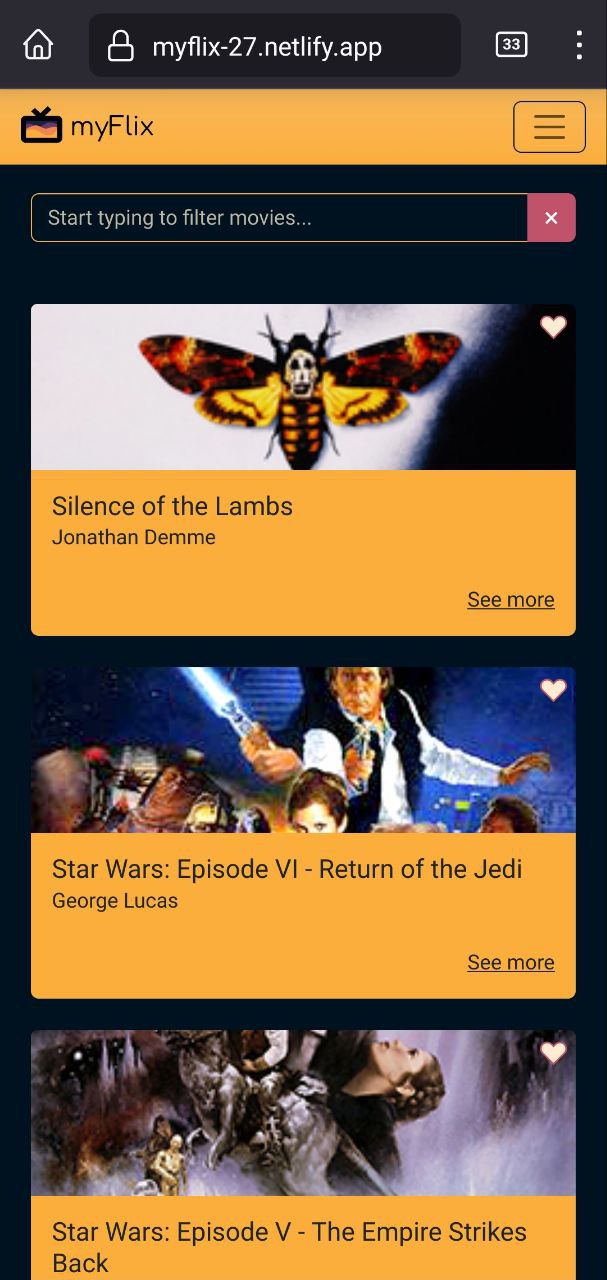 myflix-27.netlify.app
33
myFlix
Start typing to filter movies...
Silence of the Lambs
Jonathan Demme
See more
Star Wars: Episode VI - Return of the Jedi
George Lucas
See more
Star Wars: Episode V - The Empire Strikes
Back